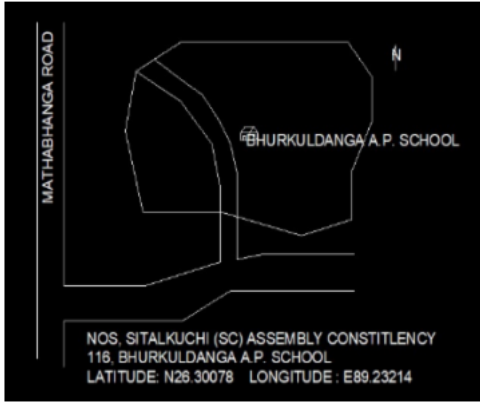 MATHABHANGA ROAD
N
BHURKULDANGA A.P. SCHOOL
NOS, SITALKUCHI (SC) ASSEMBLY CONSTITLENCY
116, BHURKULDANGA A.P. SCHOOL
LATITUDE: N26.30078 LONGITUDE : E89.23214